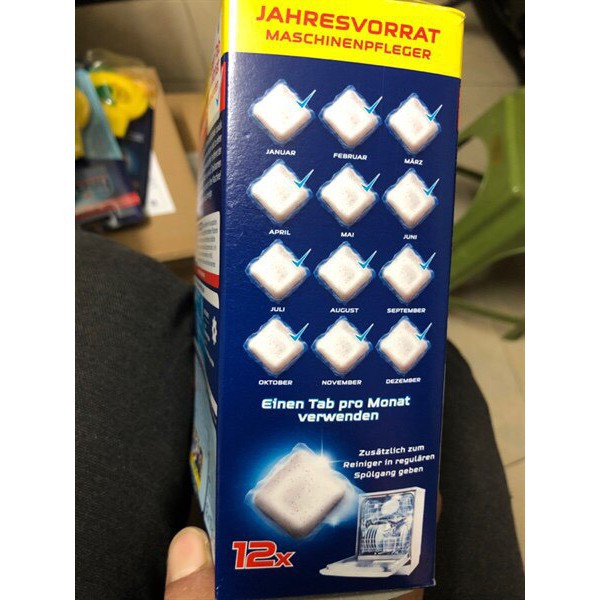 JAHRESVORRAT
MASCHINENPFLEGER
JANUAR
FEBRUAR
MÄRZ
APRIL
MAI
JUNI
JULI
AUGUST
SEPTEMBER
OKTOBER
NOVEMBER
DEZEMBER
Einen Tab pro Monat
verwenden
Zusätzlich zum
Reiniger in regulären
Spülgang geben
12x